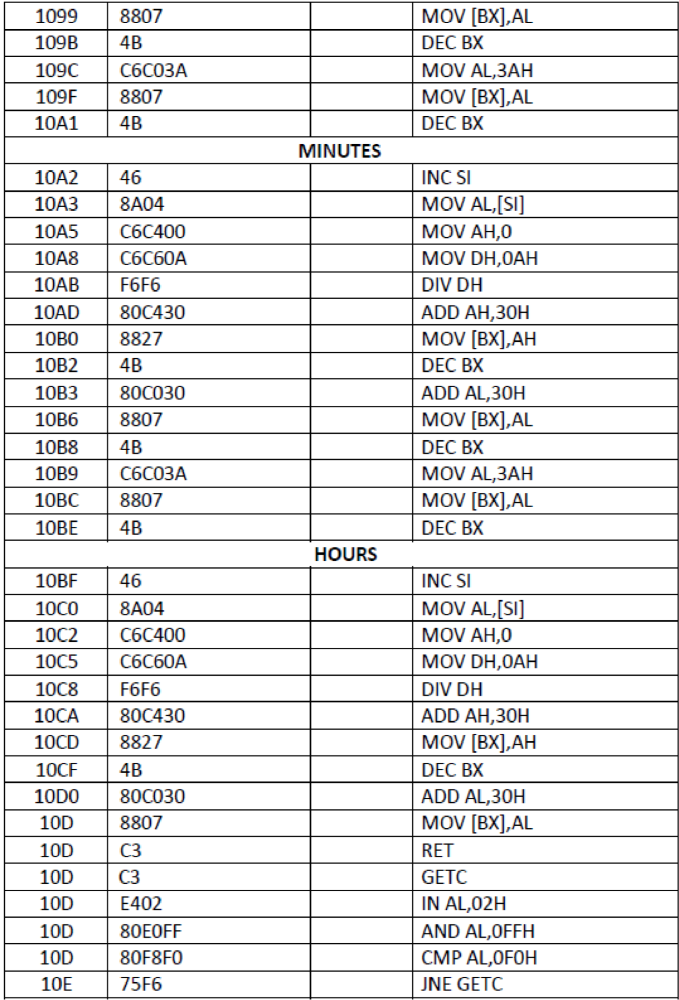 1099 8807 MOV [BX],AL
109B 4B DEC BX
109C C6C03A MOV AL,3AH
109F 8807 MOV [BX],AL
10A1 4B DEC BX
MINUTES
10A2 46 INC SI
10A3 8A04 MOV AL,[SI]
10A5 C6C400 MOV AH,0
10A8 C6C60A MOV DH,0AH
10AB F6F6 DIV DH
10AD 80C430 ADD AH,30H
10B0 8827 MOV [BX],AH
10B2 4B DEC BX
10B3 80C030 ADD AL,30H
10B6 8807 MOV [BX],AL
10B8 4B DEC BX
10B9 C6C03A MOV AL,3AH
10BC 8807 MOV [BX],AL
10BE 4B DEC BX
HOURS
10BF 46 INC SI
10C0 8A04 MOV AL,[SI]
10C2 C6C400 MOV AH,0
10C5 C6C60A MOV DH,0AH
10C8 F6F6 DIV DH
10CA 80C430 ADD AH,30H
10CD 8827 MOV [BX],AH
10CF 4B DEC BX
10D0 80C030 ADD AL,30H
10D 8807 MOV [BX],AL
10D C3 RET
10D C3 GETC
10D E402 IN AL,02H
10D 80E0FF AND AL,0FFH
10D 80F8F0 CMP AL,0F0H
10E 75F6 JNE GETC